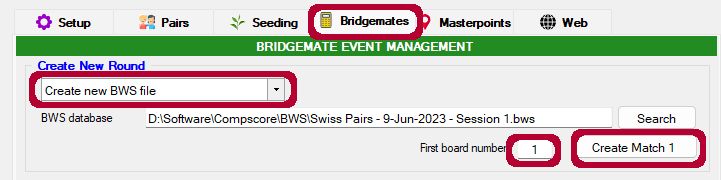 Setup Pairs Seeding Bridgemates Masterpoints Web
BRIDGEMATE EVENT MANAGEMENT
Create New Round
Create new BWS file
BWS database D:\Software\Compscore\BWS\Swiss Pairs - 9-Jun-2023 - Session 1.bws Search
First board number 1 Create Match 1